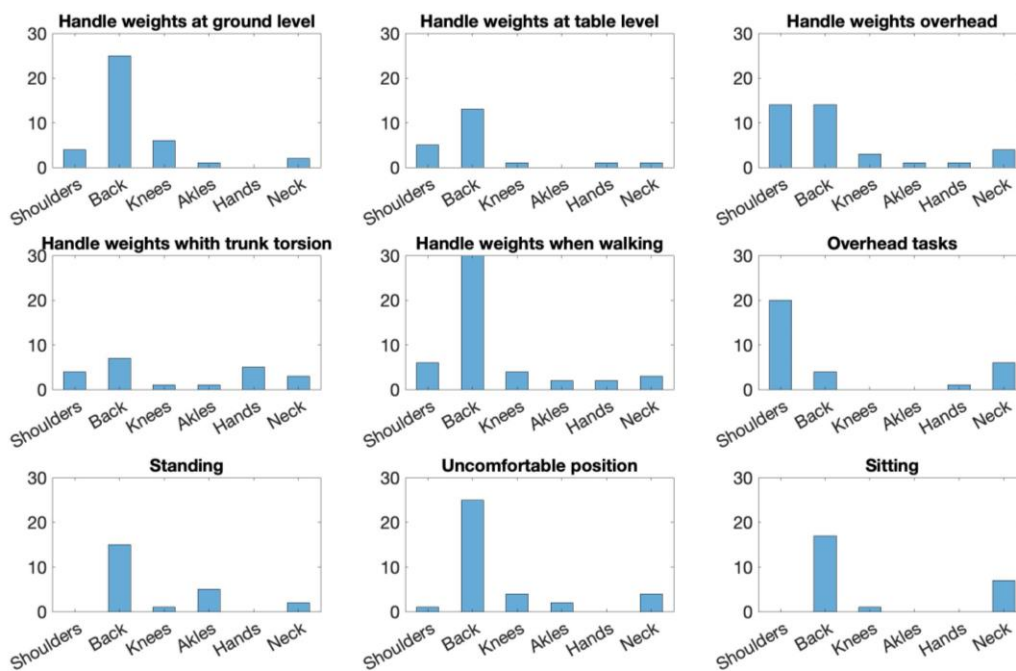 Handle weights at ground level
30
20
10
0
Shoulders Back Knees Akles Hands Neck
Handle weights at table level
30
20
10
0
Shoulders Back Knees Akles Hands Neck
Handle weights overhead
30
20
10
0
Shoulders Back Knees Akles Hands Neck
Handle weights whith trunk torsion
30
20
10
0
Shoulders Back Knees Akles Hands Neck
Handle weights when walking
30
20
10
0
Shoulders Back Knees Akles Hands Neck
Overhead tasks
30
20
10
0
Shoulders Back Knees Akles Hands Neck
Standing
30
20
10
0
Shoulders Back Knees Akles Hands Neck
Uncomfortable position
30
20
10
0
Shoulders Back Knees Akles Hands Neck
Sitting
30
20
10
0
Shoulders Back Knees Akles Hands Neck